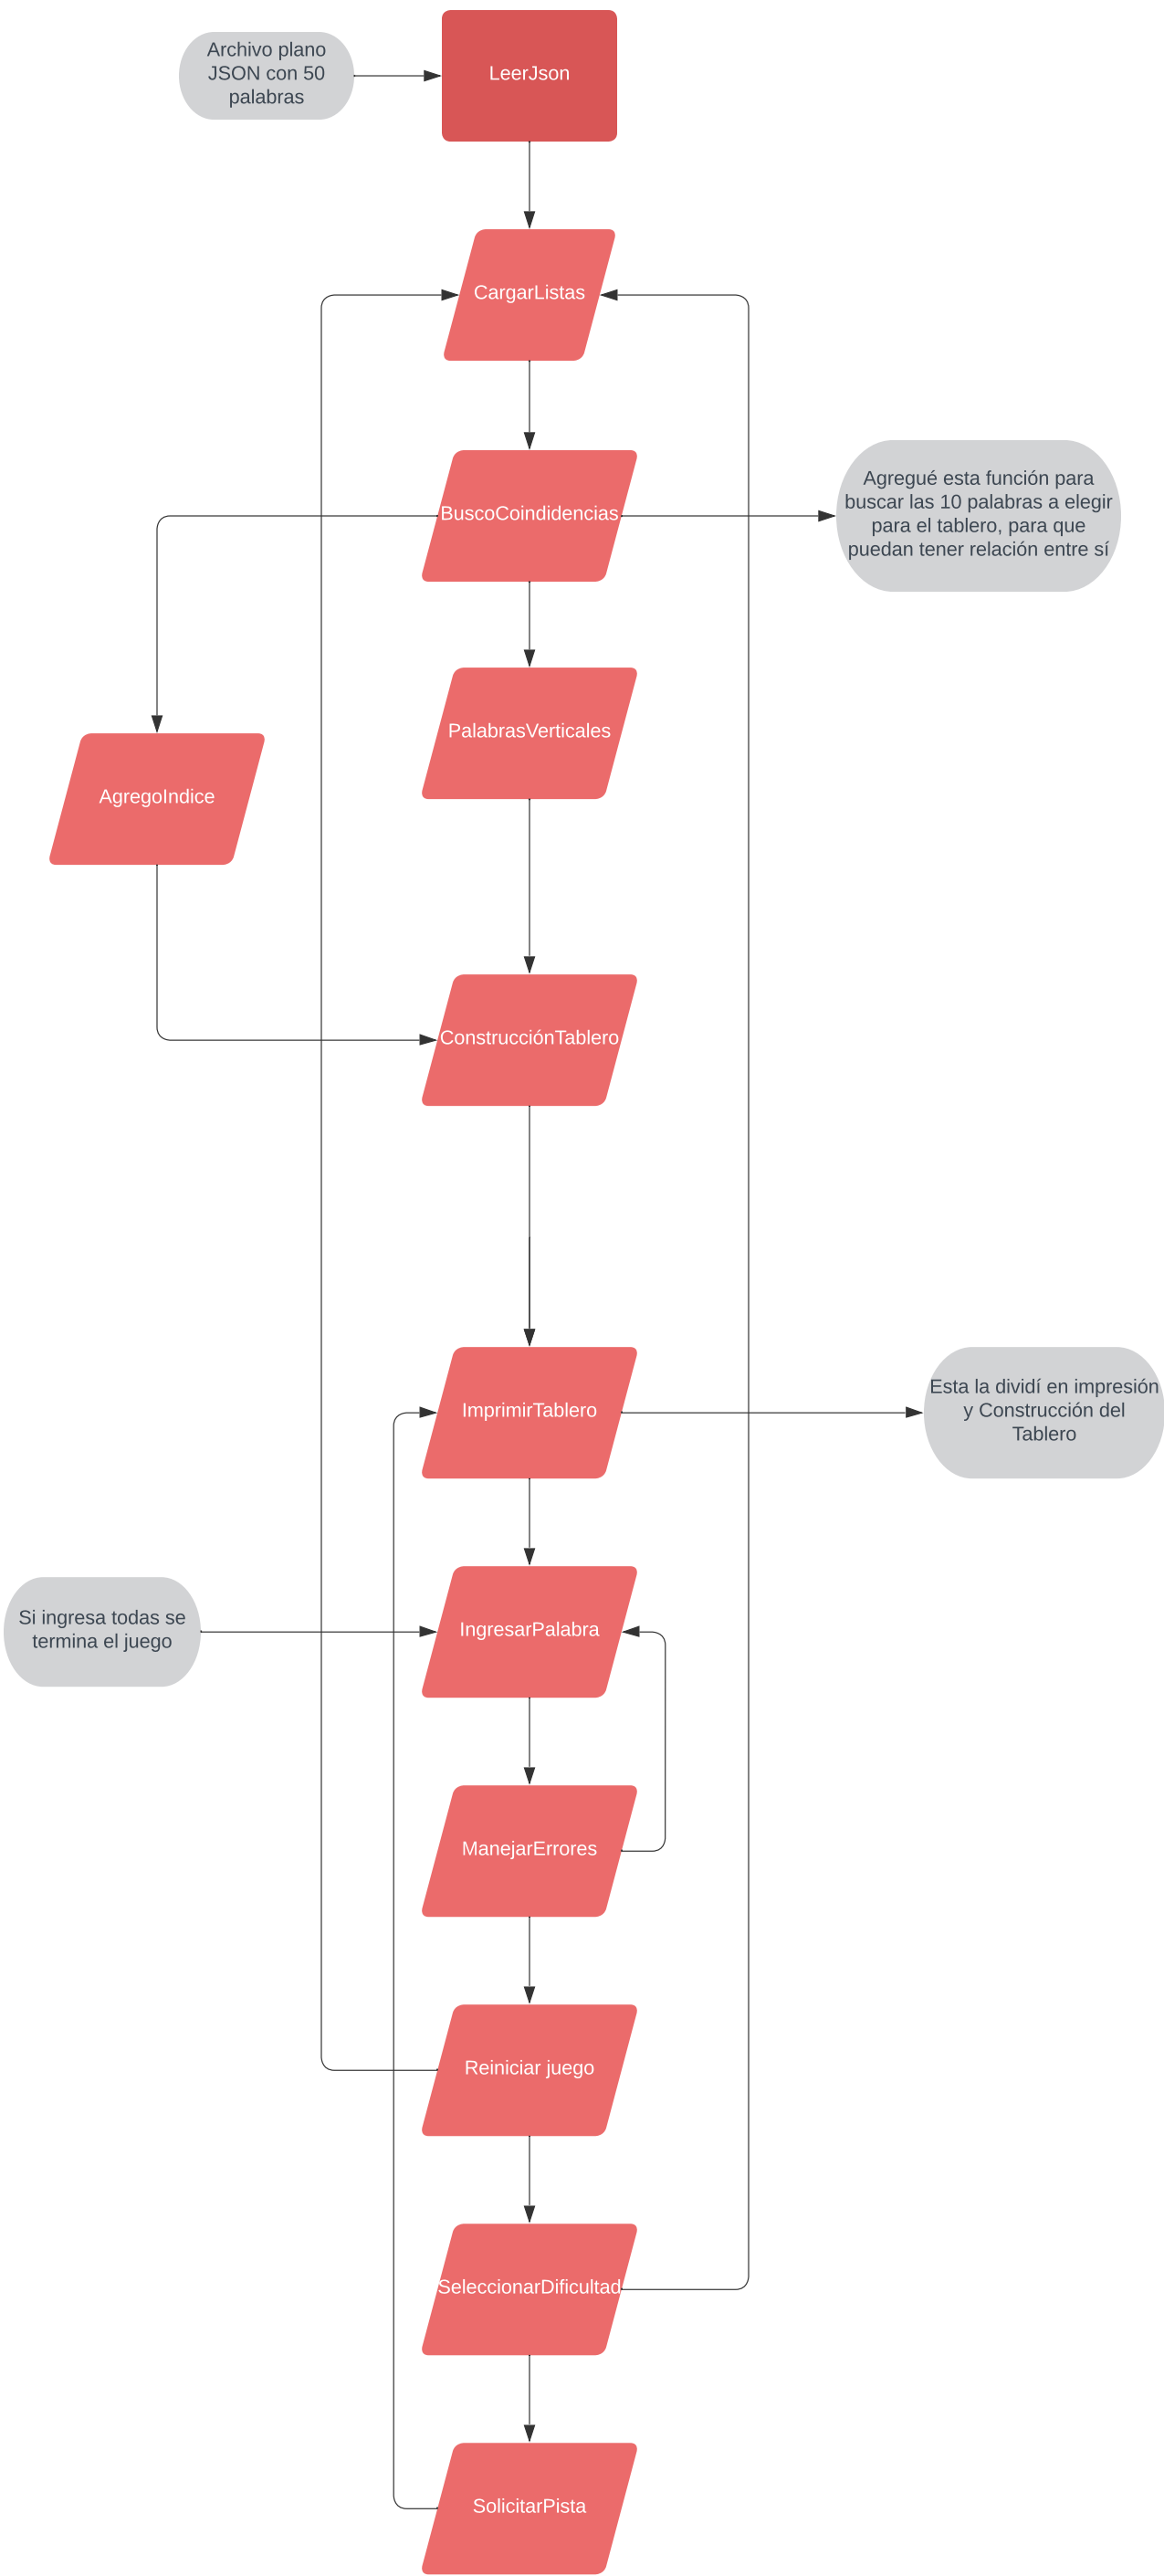 Archivo plano
JSON con 50
palabras
LeerJson
CargarListas
BuscoCoindidencias
Agregué esta función para
buscar las 10 palabras a elegir
para el tablero, para que
puedan tener relación entre sí
PalabrasVerticales
AgregoIndice
ConstrucciónTablero
ImprimirTablero
Esta la dividí en impresión
y Construcción del
Tablero
Si ingresa todas se
termina el juego
IngresarPalabra
ManejarErrores
Reiniciar juego
SeleccionarDificultad
SolicitarPista